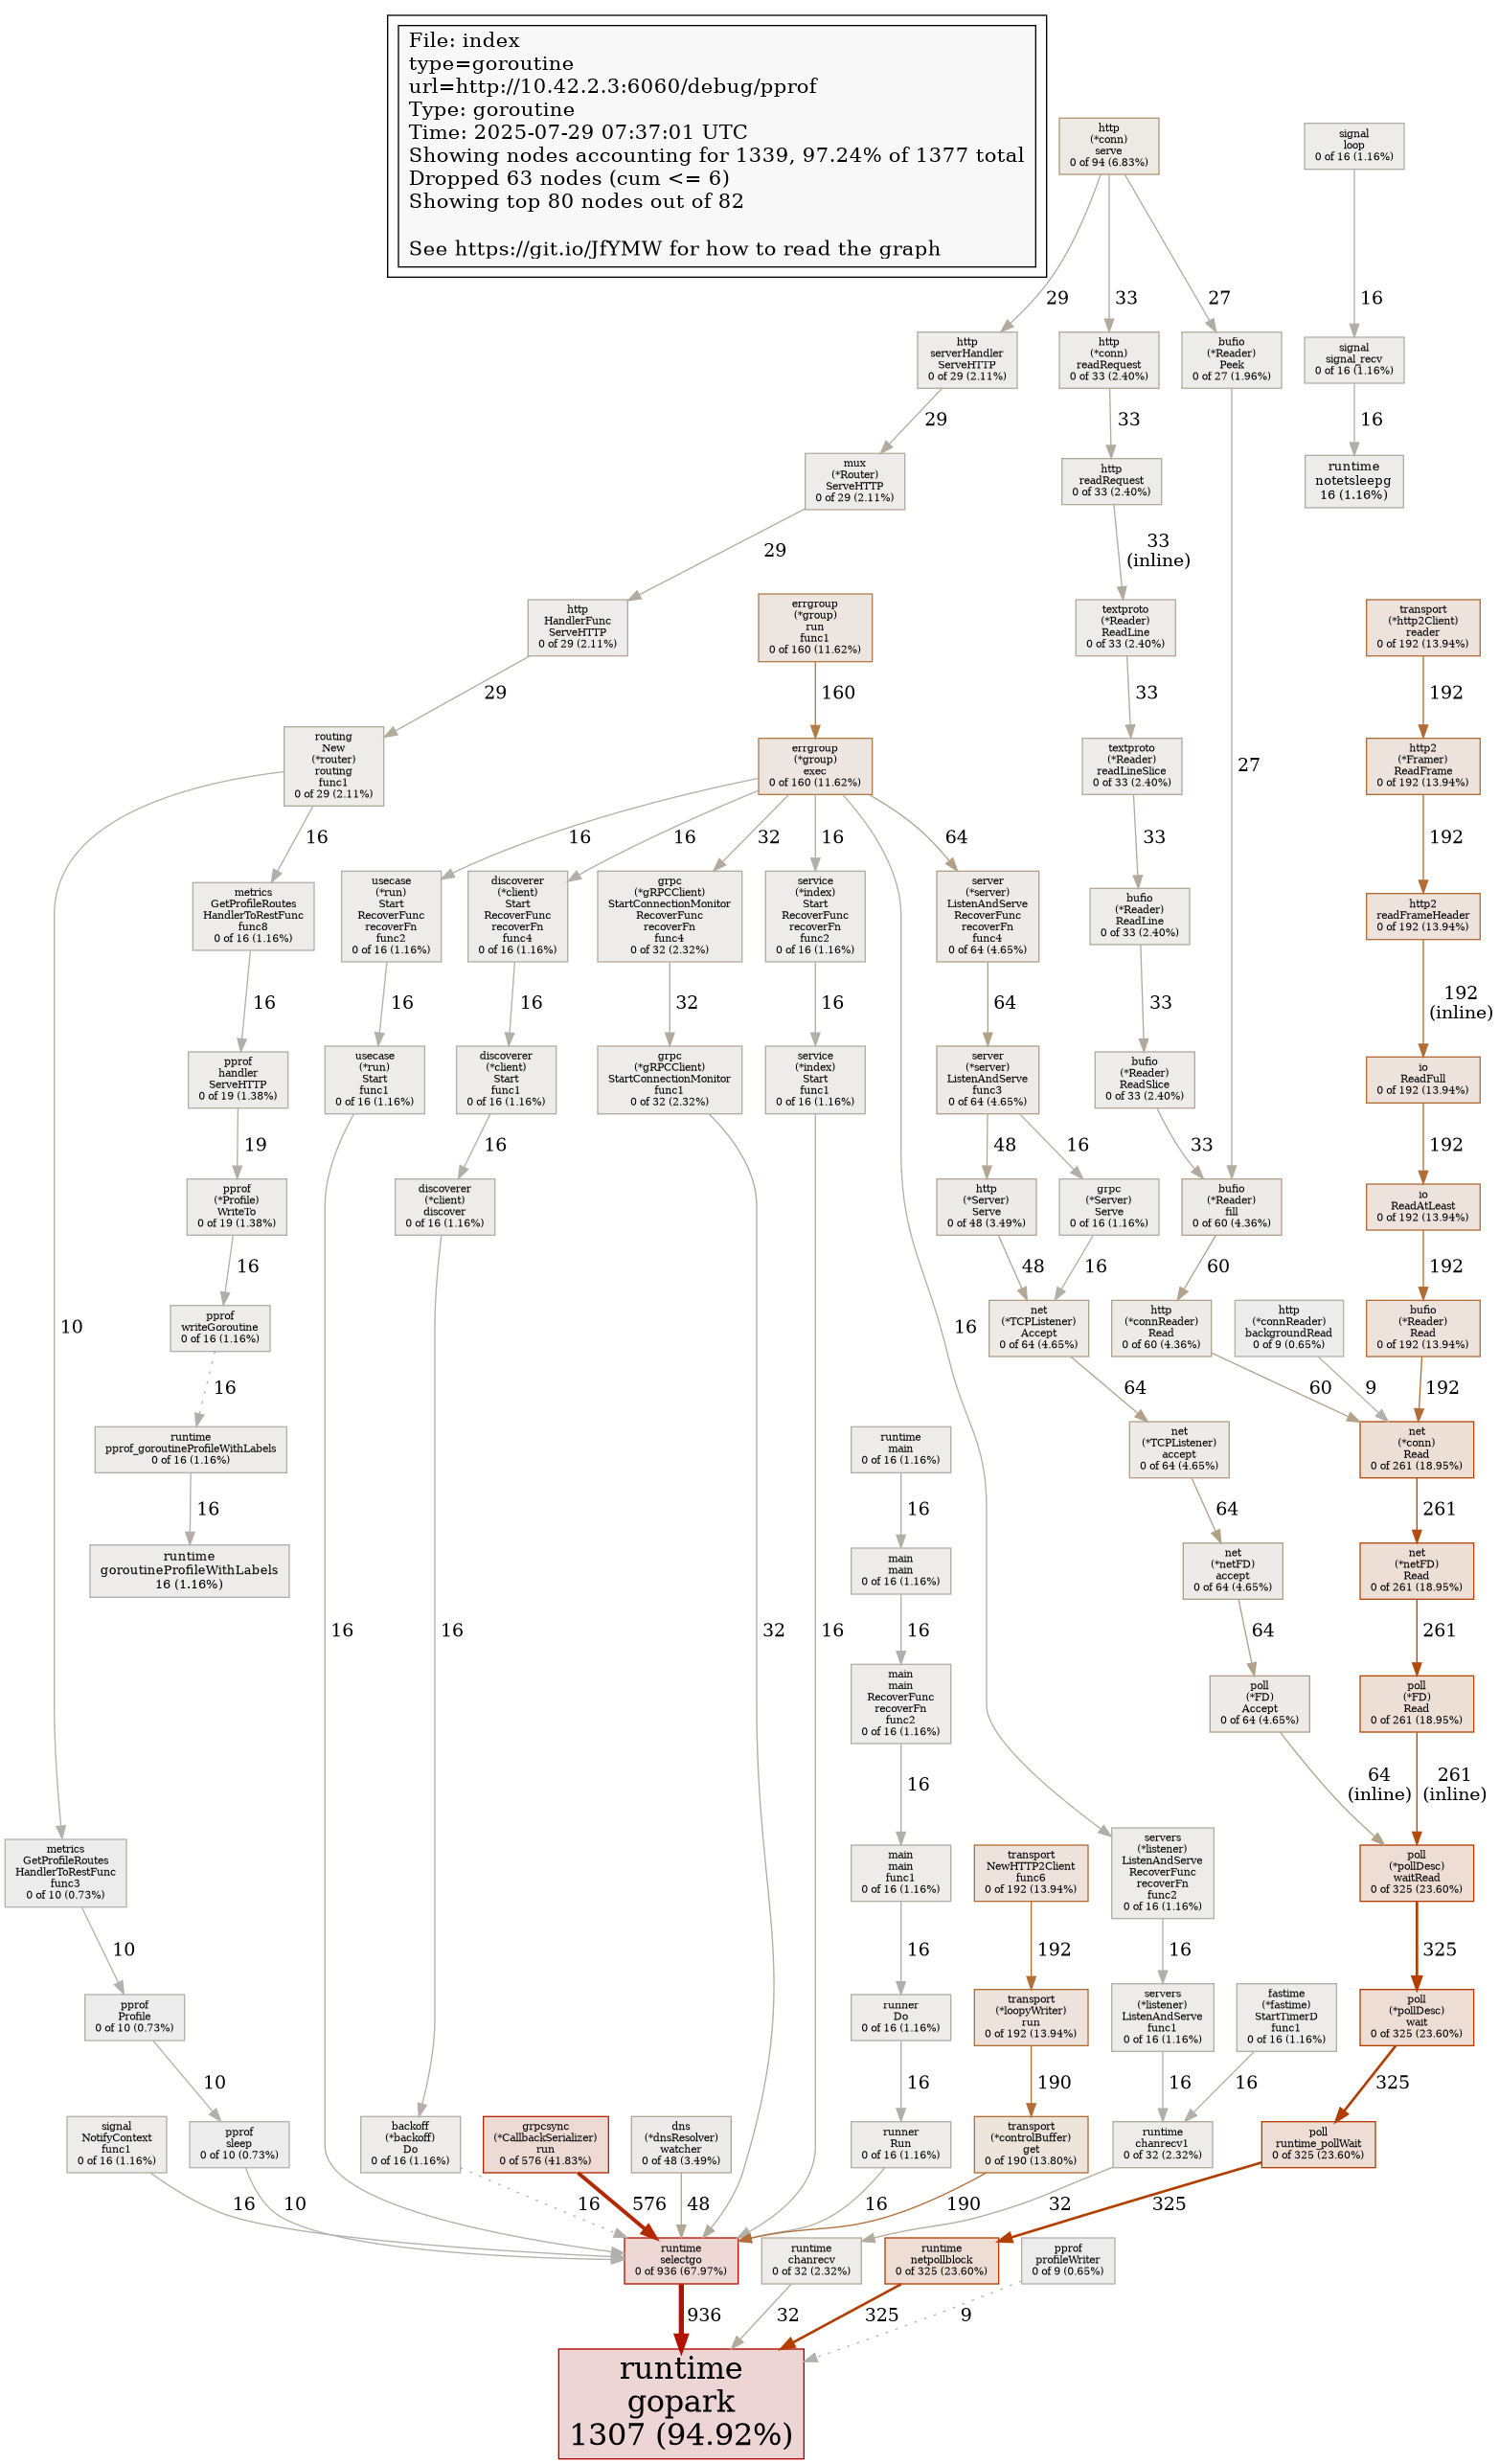 File: index
type=goroutine
url=http://10.42.2.3:6060/debug/pprof
Type: goroutine
Time: 2025-07-29 07:37:01 UTC
Showing nodes accounting for 1339, 97.24% of 1377 total
Dropped 63 nodes (cum <= 6)
Showing top 80 nodes out of 82
See https://git.io/JfYMW for how to read the graph
http
(*conn)
serve
0 of 94 (6.83%)
signal
loop
0 of 16 (1.16%)
29
33
27
16
http
serverHandler
ServeHTTP
0 of 29 (2.11%)
http
(*conn)
readRequest
0 of 33 (2.40%)
bufio
(*Reader)
Peek
0 of 27 (1.96%)
signal
signal_recv
0 of 16 (1.16%)
29
33
16
mux
(*Router)
ServeHTTP
0 of 29 (2.11%)
http
readRequest
0 of 33 (2.40%)
runtime
notetsleepg
16 (1.16%)
29
33
(inline)
http
HandlerFunc
ServeHTTP
0 of 29 (2.11%)
errgroup
(*group)
run
func1
0 of 160 (11.62%)
textproto
(*Reader)
ReadLine
0 of 33 (2.40%)
transport
(*http2Client)
reader
0 of 192 (13.94%)
29
160
33
192
routing
New
(*router)
routing
func1
0 of 29 (2.11%)
errgroup
(*group)
exec
0 of 160 (11.62%)
textproto
(*Reader)
readLineSlice
0 of 33 (2.40%)
27
http2
(*Framer)
ReadFrame
0 of 192 (13.94%)
16
16
16
32
16
64
33
192
metrics
GetProfileRoutes
HandlerToRestFunc
func8
0 of 16 (1.16%)
usecase
(*run)
Start
RecoverFunc
recoverFn
func2
0 of 16 (1.16%)
discoverer
(*client)
Start
RecoverFunc
recoverFn
func4
0 of 16 (1.16%)
grpc
(*gRPCClient)
StartConnectionMonitor
RecoverFunc
recoverFn
func4
0 of 32 (2.32%)
service
(*index)
Start
RecoverFunc
recoverFn
func2
0 of 16 (1.16%)
server
(*server)
ListenAndServe
RecoverFunc
recoverFn
func4
0 of 64 (4.65%)
bufio
(*Reader)
ReadLine
0 of 33 (2.40%)
http2
readFrameHeader
0 of 192 (13.94%)
16
16
16
32
16
64
33
192
(inline)
pprof
handler
ServeHTTP
0 of 19 (1.38%)
usecase
(*run)
Start
func1
0 of 16 (1.16%)
discoverer
(*client)
Start
func1
0 of 16 (1.16%)
grpc
(*gRPCClient)
StartConnectionMonitor
func1
0 of 32 (2.32%)
service
(*index)
Start
func1
0 of 16 (1.16%)
server
(*server)
ListenAndServe
func3
0 of 64 (4.65%)
bufio
(*Reader)
ReadSlice
0 of 33 (2.40%)
io
ReadFull
0 of 192 (13.94%)
19
16
48
16
33
192
pprof
(*Profile)
WriteTo
0 of 19 (1.38%)
discoverer
(*client)
discover
0 of 16 (1.16%)
http
(*Server)
Serve
0 of 48 (3.49%)
grpc
(*Server)
Serve
0 of 16 (1.16%)
bufio
(*Reader)
fill
0 of 60 (4.36%)
io
ReadAtLeast
0 of 192 (13.94%)
16
48
16
60
192
10
pprof
writeGoroutine
0 of 16 (1.16%)
16
net
(*TCPListener)
Accept
0 of 64 (4.65%)
http
(*connReader)
Read
0 of 60 (4.36%)
http
(*connReader)
backgroundRead
0 of 9 (0.65%)
bufio
(*Reader)
Read
0 of 192 (13.94%)
16
64
60
9
192
runtime
pprof_goroutineProfileWithLabels
0 of 16 (1.16%)
runtime
main
0 of 16 (1.16%)
net
(*TCPListener)
accept
0 of 64 (4.65%)
net
(*conn)
Read
0 of 261 (18.95%)
16
16
64
261
runtime
goroutineProfileWithLabels
16 (1.16%)
main
main
0 of 16 (1.16%)
net
(*netFD)
accept
0 of 64 (4.65%)
net
(*netFD)
Read
0 of 261 (18.95%)
16
16
32
16
16
64
261
main
main
RecoverFunc
recoverFn
func2
0 of 16 (1.16%)
poll
(*FD)
Accept
0 of 64 (4.65%)
poll
(*FD)
Read
0 of 261 (18.95%)
16
64
(inline)
261
(inline)
metrics
GetProfileRoutes
HandlerToRestFunc
func3
0 of 10 (0.73%)
main
main
func1
0 of 16 (1.16%)
transport
NewHTTP2Client
func6
0 of 192 (13.94%)
servers
(*listener)
ListenAndServe
RecoverFunc
recoverFn
func2
0 of 16 (1.16%)
poll
(*pollDesc)
waitRead
0 of 325 (23.60%)
10
16
192
16
325
pprof
Profile
0 of 10 (0.73%)
runner
Do
0 of 16 (1.16%)
transport
(*loopyWriter)
run
0 of 192 (13.94%)
servers
(*listener)
ListenAndServe
func1
0 of 16 (1.16%)
fastime
(*fastime)
StartTimerD
func1
0 of 16 (1.16%)
poll
(*pollDesc)
wait
0 of 325 (23.60%)
10
16
190
16
16
325
signal
NotifyContext
func1
0 of 16 (1.16%)
pprof
sleep
0 of 10 (0.73%)
backoff
(*backoff)
Do
0 of 16 (1.16%)
grpcsync
(*CallbackSerializer)
run
0 of 576 (41.83%)
dns
(*dnsResolver)
watcher
0 of 48 (3.49%)
runner
Run
0 of 16 (1.16%)
transport
(*controlBuffer)
get
0 of 190 (13.80%)
runtime
chanrecv1
0 of 32 (2.32%)
poll
runtime_pollWait
0 of 325 (23.60%)
16
10
16
576
48
16
190
32
325
runtime
selectgo
0 of 936 (67.97%)
runtime
chanrecv
0 of 32 (2.32%)
runtime
netpollblock
0 of 325 (23.60%)
pprof
profileWriter
0 of 9 (0.65%)
936
32
325
9
runtime
gopark
1307 (94.92%)